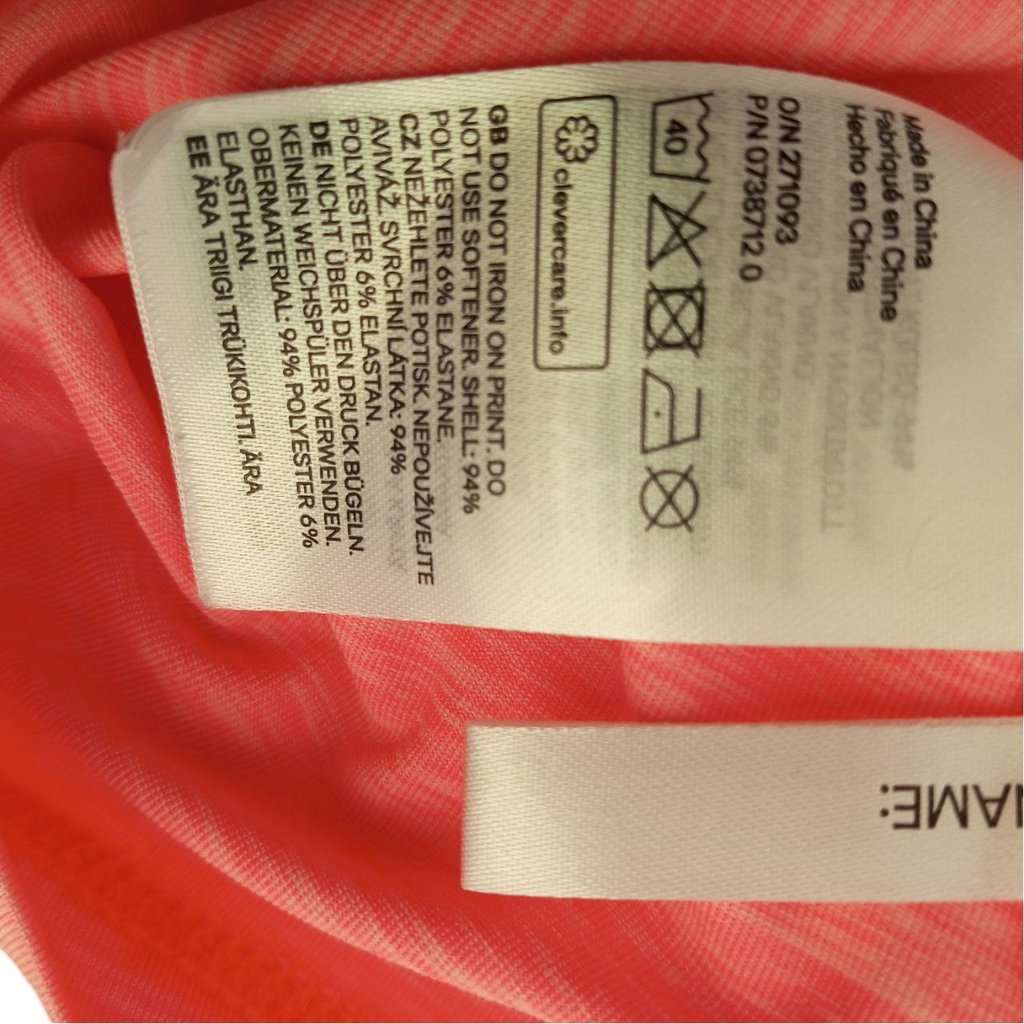 Made in China
Fabriqué en Chine
Hecho en China
O/N 271093
P/N 0738712 0
40
clevercare.info
GB DO NOT IRON ON PRINT. DO
NOT USE SOFTENER. SHELL: 94%
POLYESTER 6% ELASTANE.
CZ NEŽEHLETE POTISK. NEPOUŽÍVEJTE
AVIVÁŽ. SVRCHNÍ LÁTKA: 94%
POLYESTER 6% ELASTAN.
DE NICHT ÜBER DEN DRUCK BÜGELN.
KEINEN WEICHSPÜLER VERWENDEN.
OBERMATERIAL: 94% POLYESTER 6%
ELASTHAN.
EE ÄRA TRIIGI TRÜKIKOHTI. ÄRA
NAME: